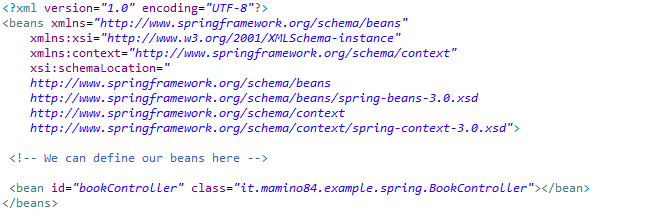 <?xml version="1.0" encoding="UTF-8"?>
<beans xmlns="http://www.springframework.org/schema/beans"
xmlns:xsi="http://www.w3.org/2001/XMLSchema-instance"
xmlns:context="http://www.springframework.org/schema/context"
xsi:schemaLocation="
http://www.springframework.org/schema/beans
http://www.springframework.org/schema/beans/spring-beans-3.0.xsd
http://www.springframework.org/schema/context
http://www.springframework.org/schema/context/spring-context-3.0.xsd">
<!-- We can define our beans here -->
<bean id="bookController" class="it.mamino84.example.spring.BookController"></bean>
</beans>